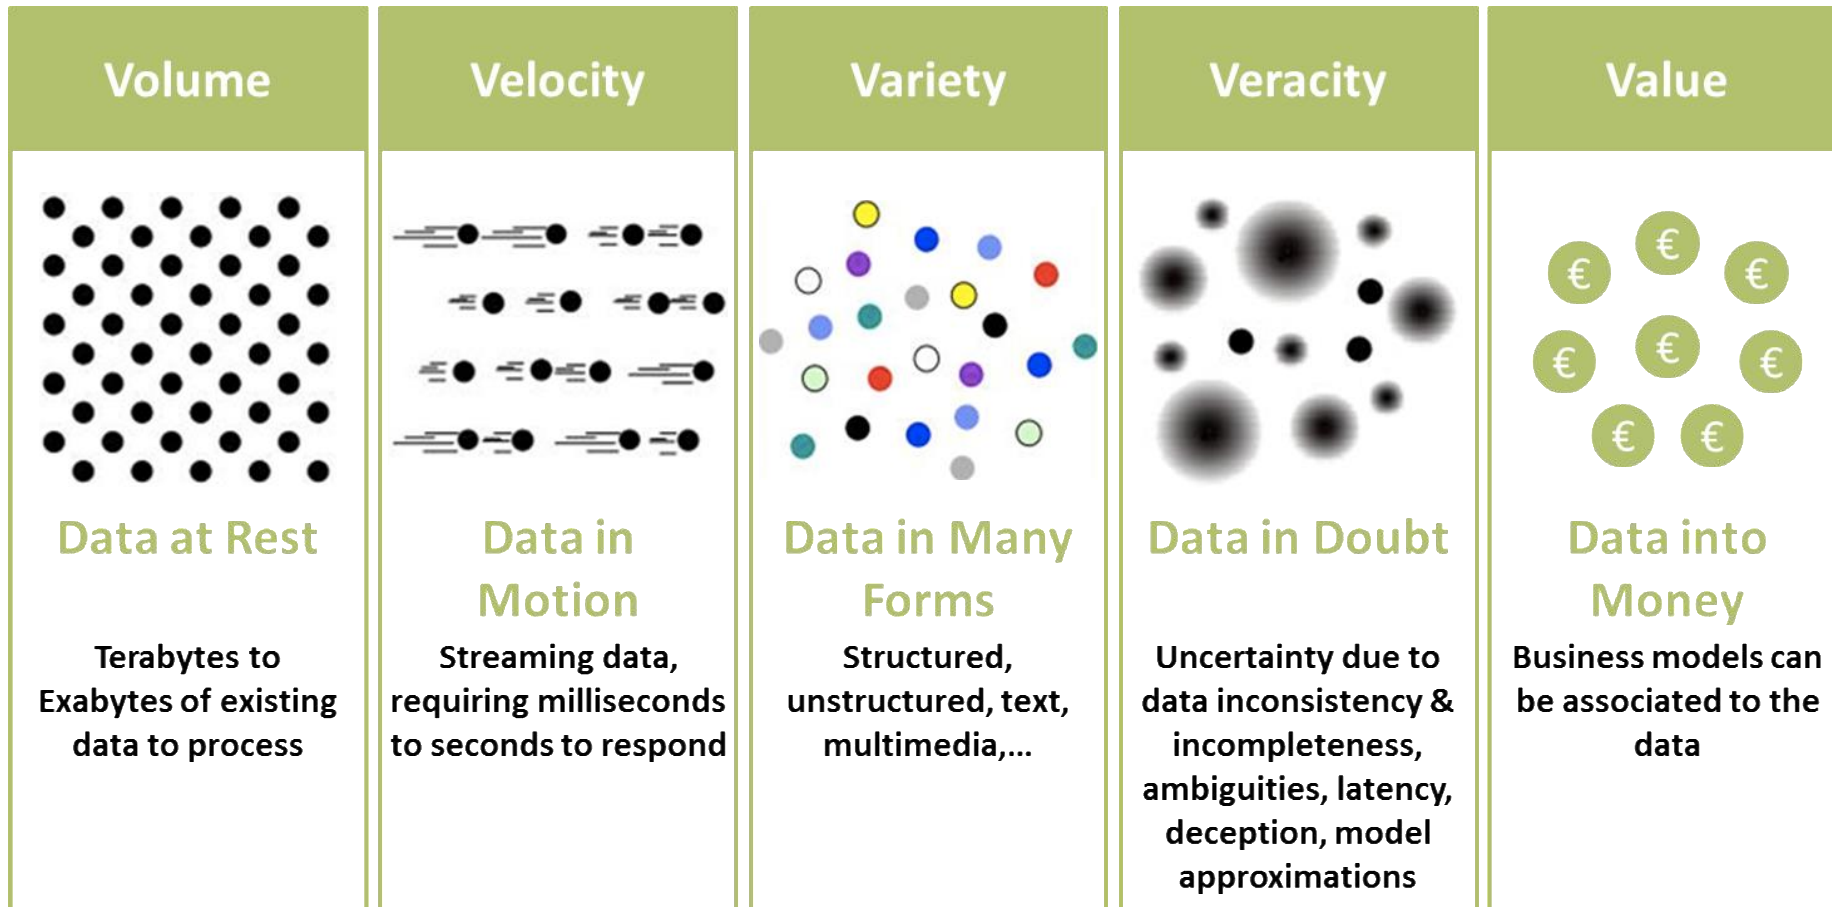 Volume
Data at Rest
Terabytes to
Exabytes of existing
data to process
Velocity
Data in
Motion
Streaming data,
requiring milliseconds
to seconds to respond
Variety
Data in Many
Forms
Structured,
unstructured, text,
multimedia,...
Veracity
Data in Doubt
Uncertainty due to
data inconsistency &
incompleteness,
ambiguities, latency,
deception, model
approximations
Value
€
€
€
€
€
€
€
€
Data into
Money
Business models can
be associated to the
data